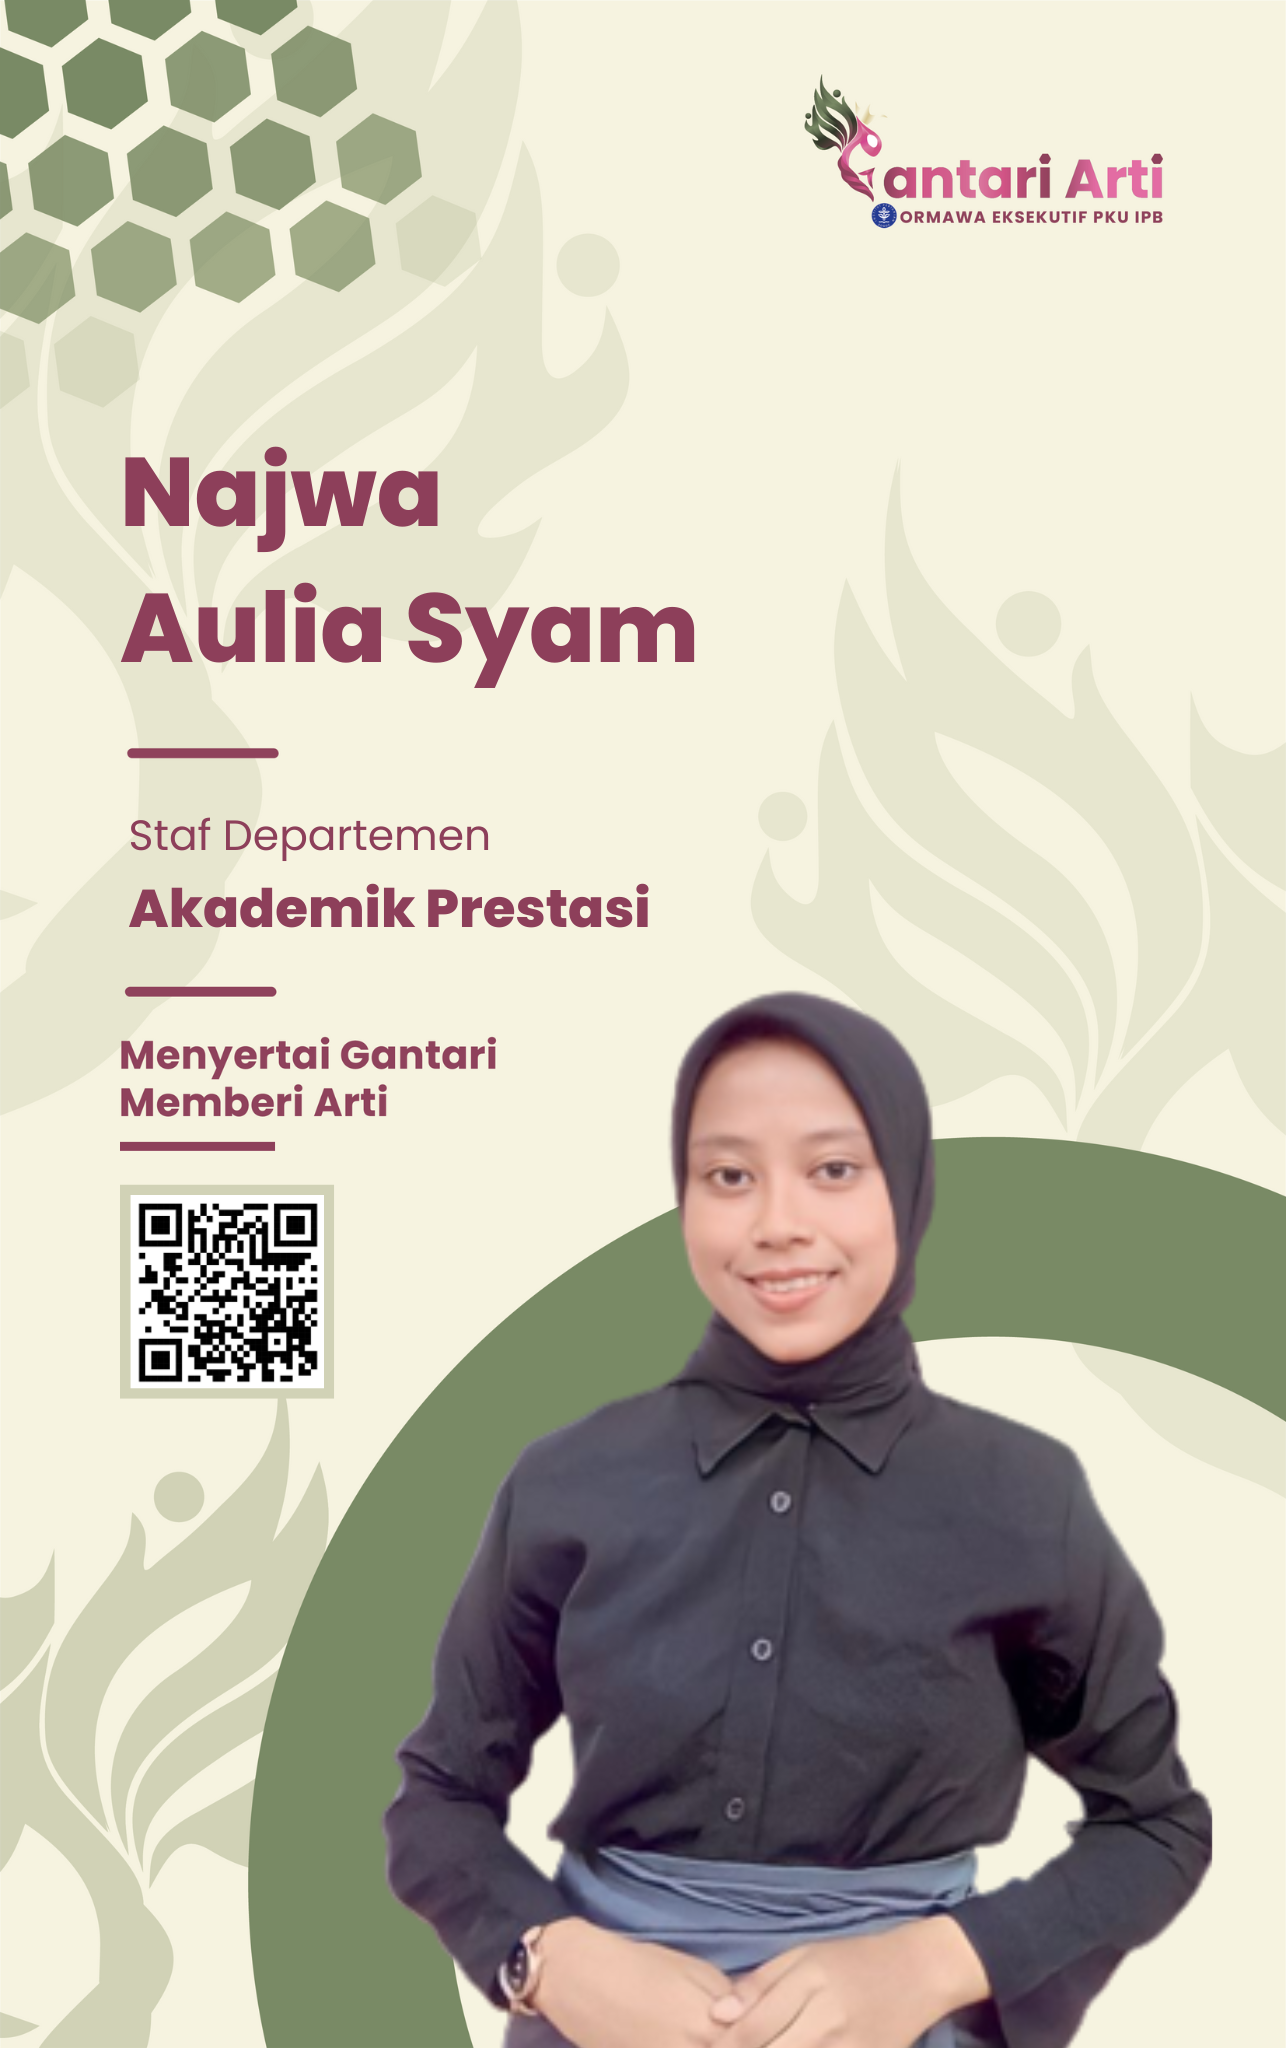 Gantari Arti
ORMAWA EKSEKUTIF PKU IPB
Najwa
Aulia Syam
Staf Departemen
Akademik Prestasi
Menyertai Gantari
Memberi Arti